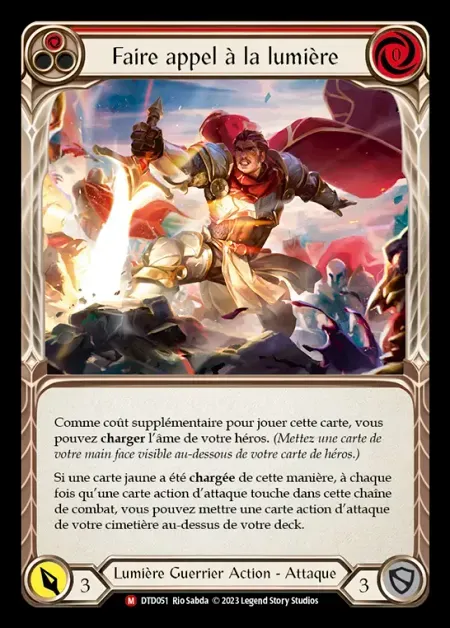 Faire appel à la lumière
0
Comme coût supplémentaire pour jouer cette carte, vous
pouvez charger l'âme de votre héros. (Mettez une carte de
votre main face visible au-dessous de votre carte de héros.)
Si une carte jaune a été chargée de cette manière, à chaque
fois qu'une carte action d'attaque touche dans cette chaîne
de combat, vous pouvez mettre une carte action d'attaque
de votre cimetière au-dessus de votre deck.
3
Lumière Guerrier Action - Attaque
3
M DTD051 Rio Sabda © 2023 Legend Story Studios